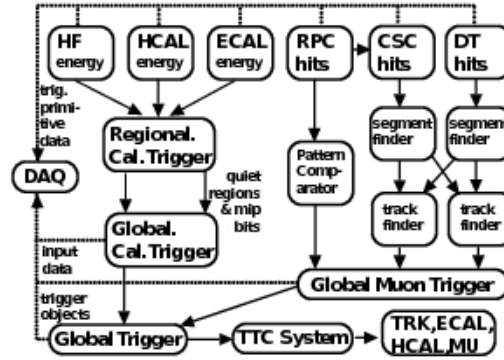 HF
energy
HCAL
energy
ECAL
energy
RPC
hits
CSC
hits
DT
hits
trig.
primi-
tive
data
Regional.
Cal. Trigger
segment
finder
segment
finder
Pattern
Comp-
arator
DAQ
quiet
regions
& mip
bits
Global.
Cal. Trigger
track
finder
track
finder
input
data
Global Muon Trigger
trigger
objects
Global Trigger
TTC System
TRK,ECAL,
HCAL,MU